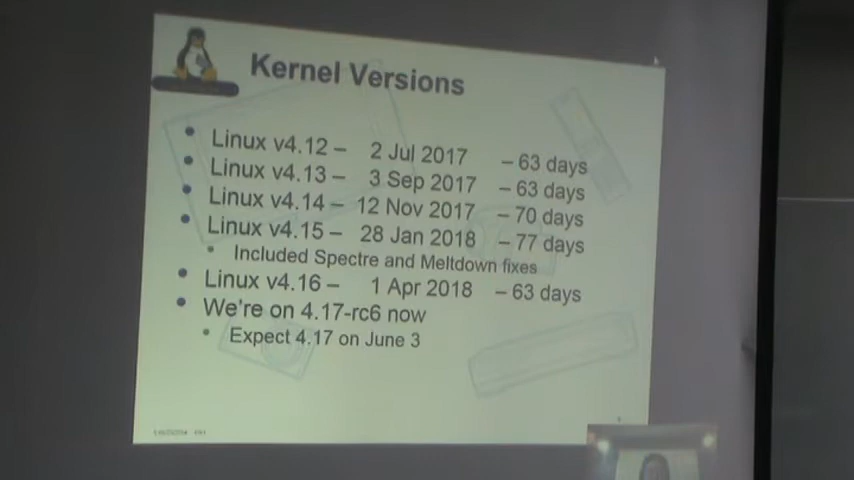 Kernel Versions
• Linux v4.12 – 2 Jul 2017 – 63 days
• Linux v4.13 – 3 Sep 2017 – 63 days
• Linux v4.14 – 12 Nov 2017 – 70 days
• Linux v4.15 – 28 Jan 2018 – 77 days
• Included Spectre and Meltdown fixes
• Linux v4.16 – 1 Apr 2018 – 63 days
• We're on 4.17-rc6 now
• Expect 4.17 on June 3